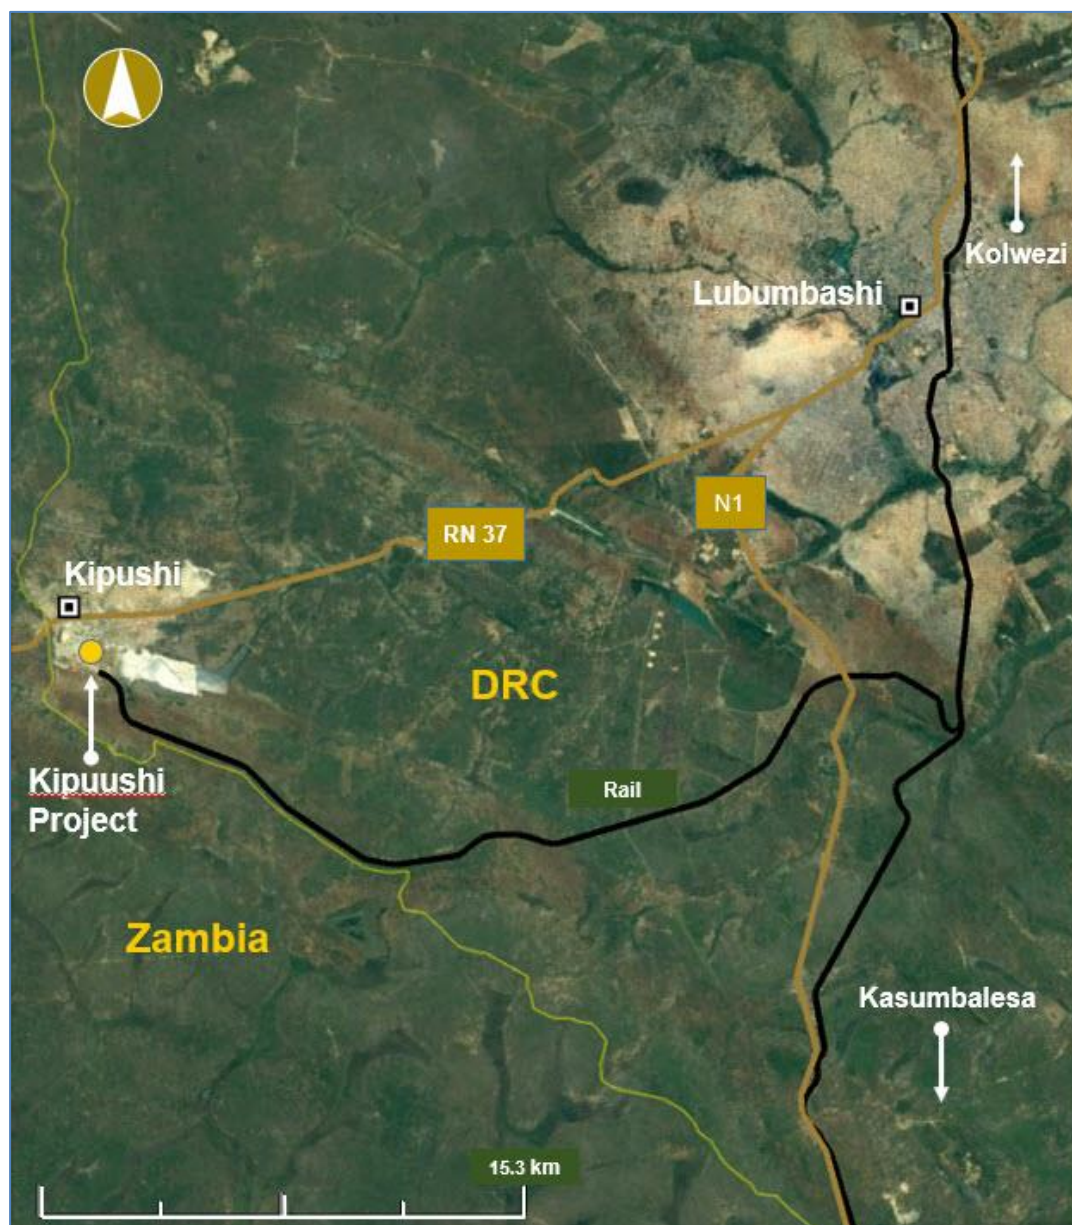 Kolwezi
Lubumbashi
N1
RN 37
Kipushi
DRC
Kipuushi
Project
Rail
Zambia
Kasumbalesa
15.3 km